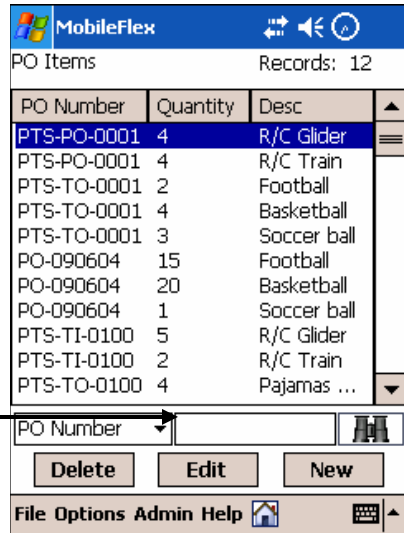 MobileFlex
PO Items Records: 12
PO Number Quantity Desc
PTS-PO-0001 4 R/C Glider
PTS-PO-0001 4 R/C Train
PTS-TO-0001 2 Football
PTS-TO-0001 4 Basketball
PTS-TO-0001 3 Soccer ball
PO-090604 15 Football
PO-090604 20 Basketball
PO-090604 1 Soccer ball
PTS-TI-0100 5 R/C Glider
PTS-TI-0100 2 R/C Train
PTS-TO-0100 4 Pajamas ...
PO Number
Delete Edit New
File Options Admin Help